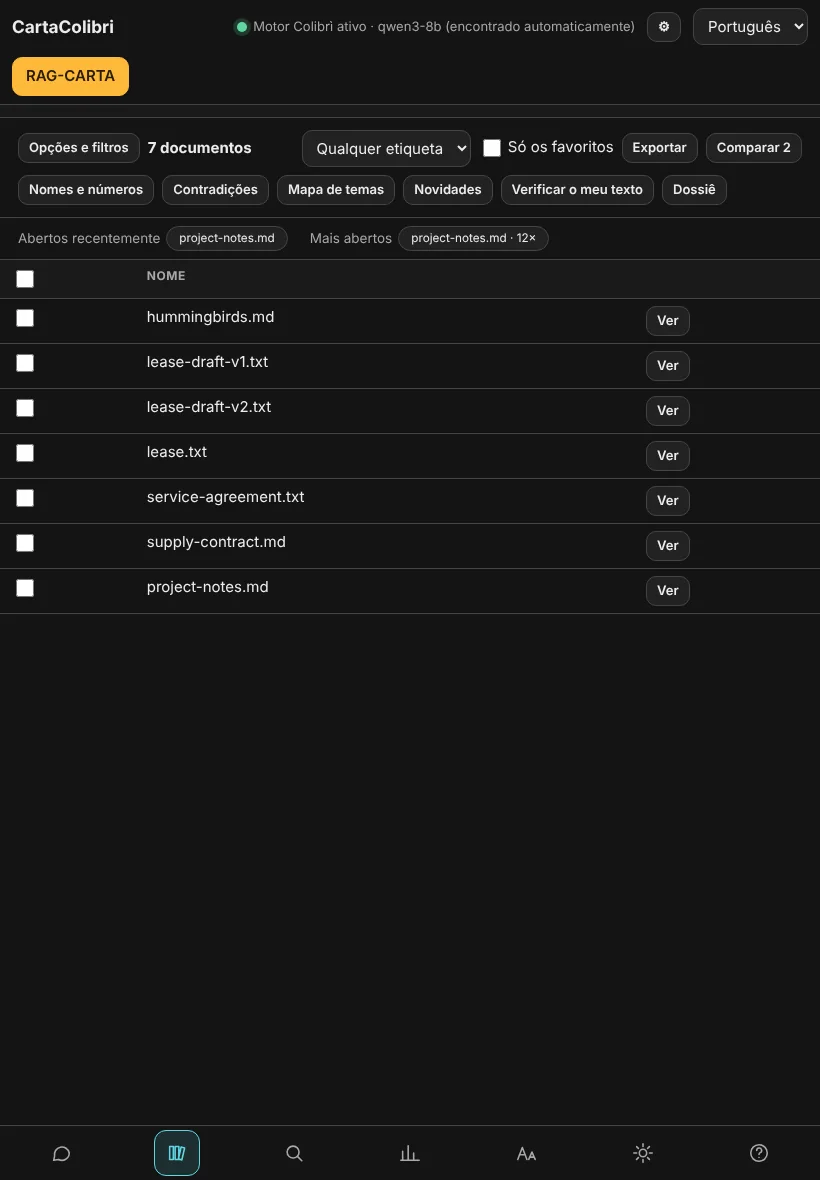 CartaColibri
Motor Colibrì ativo · qwen3-8b (encontrado automaticamente)
Português
RAG-CARTA
Opções e filtros
7 documentos
Qualquer etiqueta
Só os favoritos
Exportar
Comparar 2
Nomes e números
Contradições
Mapa de temas
Novidades
Verificar o meu texto
Dossiê
Abertos recentemente
project-notes.md
Mais abertos
project-notes.md · 12×
NOME
hummingbirds.md
Ver
lease-draft-v1.txt
Ver
lease-draft-v2.txt
Ver
lease.txt
Ver
service-agreement.txt
Ver
supply-contract.md
Ver
project-notes.md
Ver